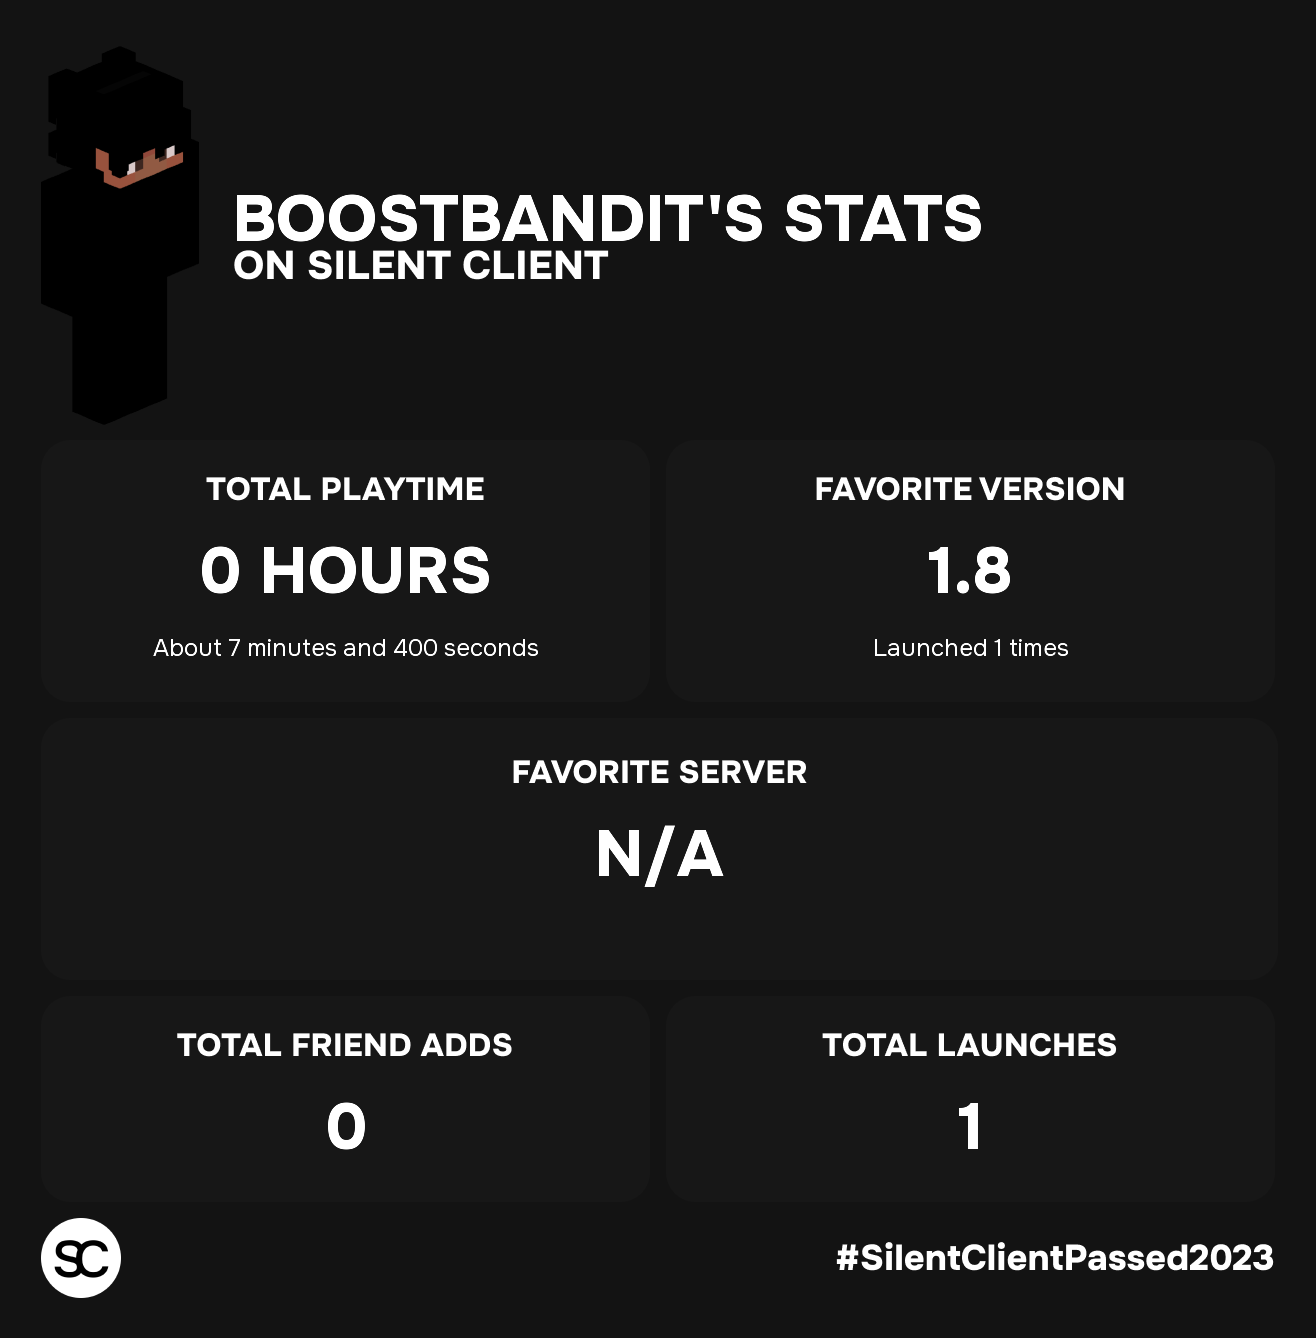 BOOSTBANDIT'S STATS
ON SILENT CLIENT
TOTAL PLAYTIME
0 HOURS
About 7 minutes and 400 seconds
FAVORITE VERSION
1.8
Launched 1 times
FAVORITE SERVER
N/A
TOTAL FRIEND ADDS
0
TOTAL LAUNCHES
1
SC
#SilentClientPassed2023